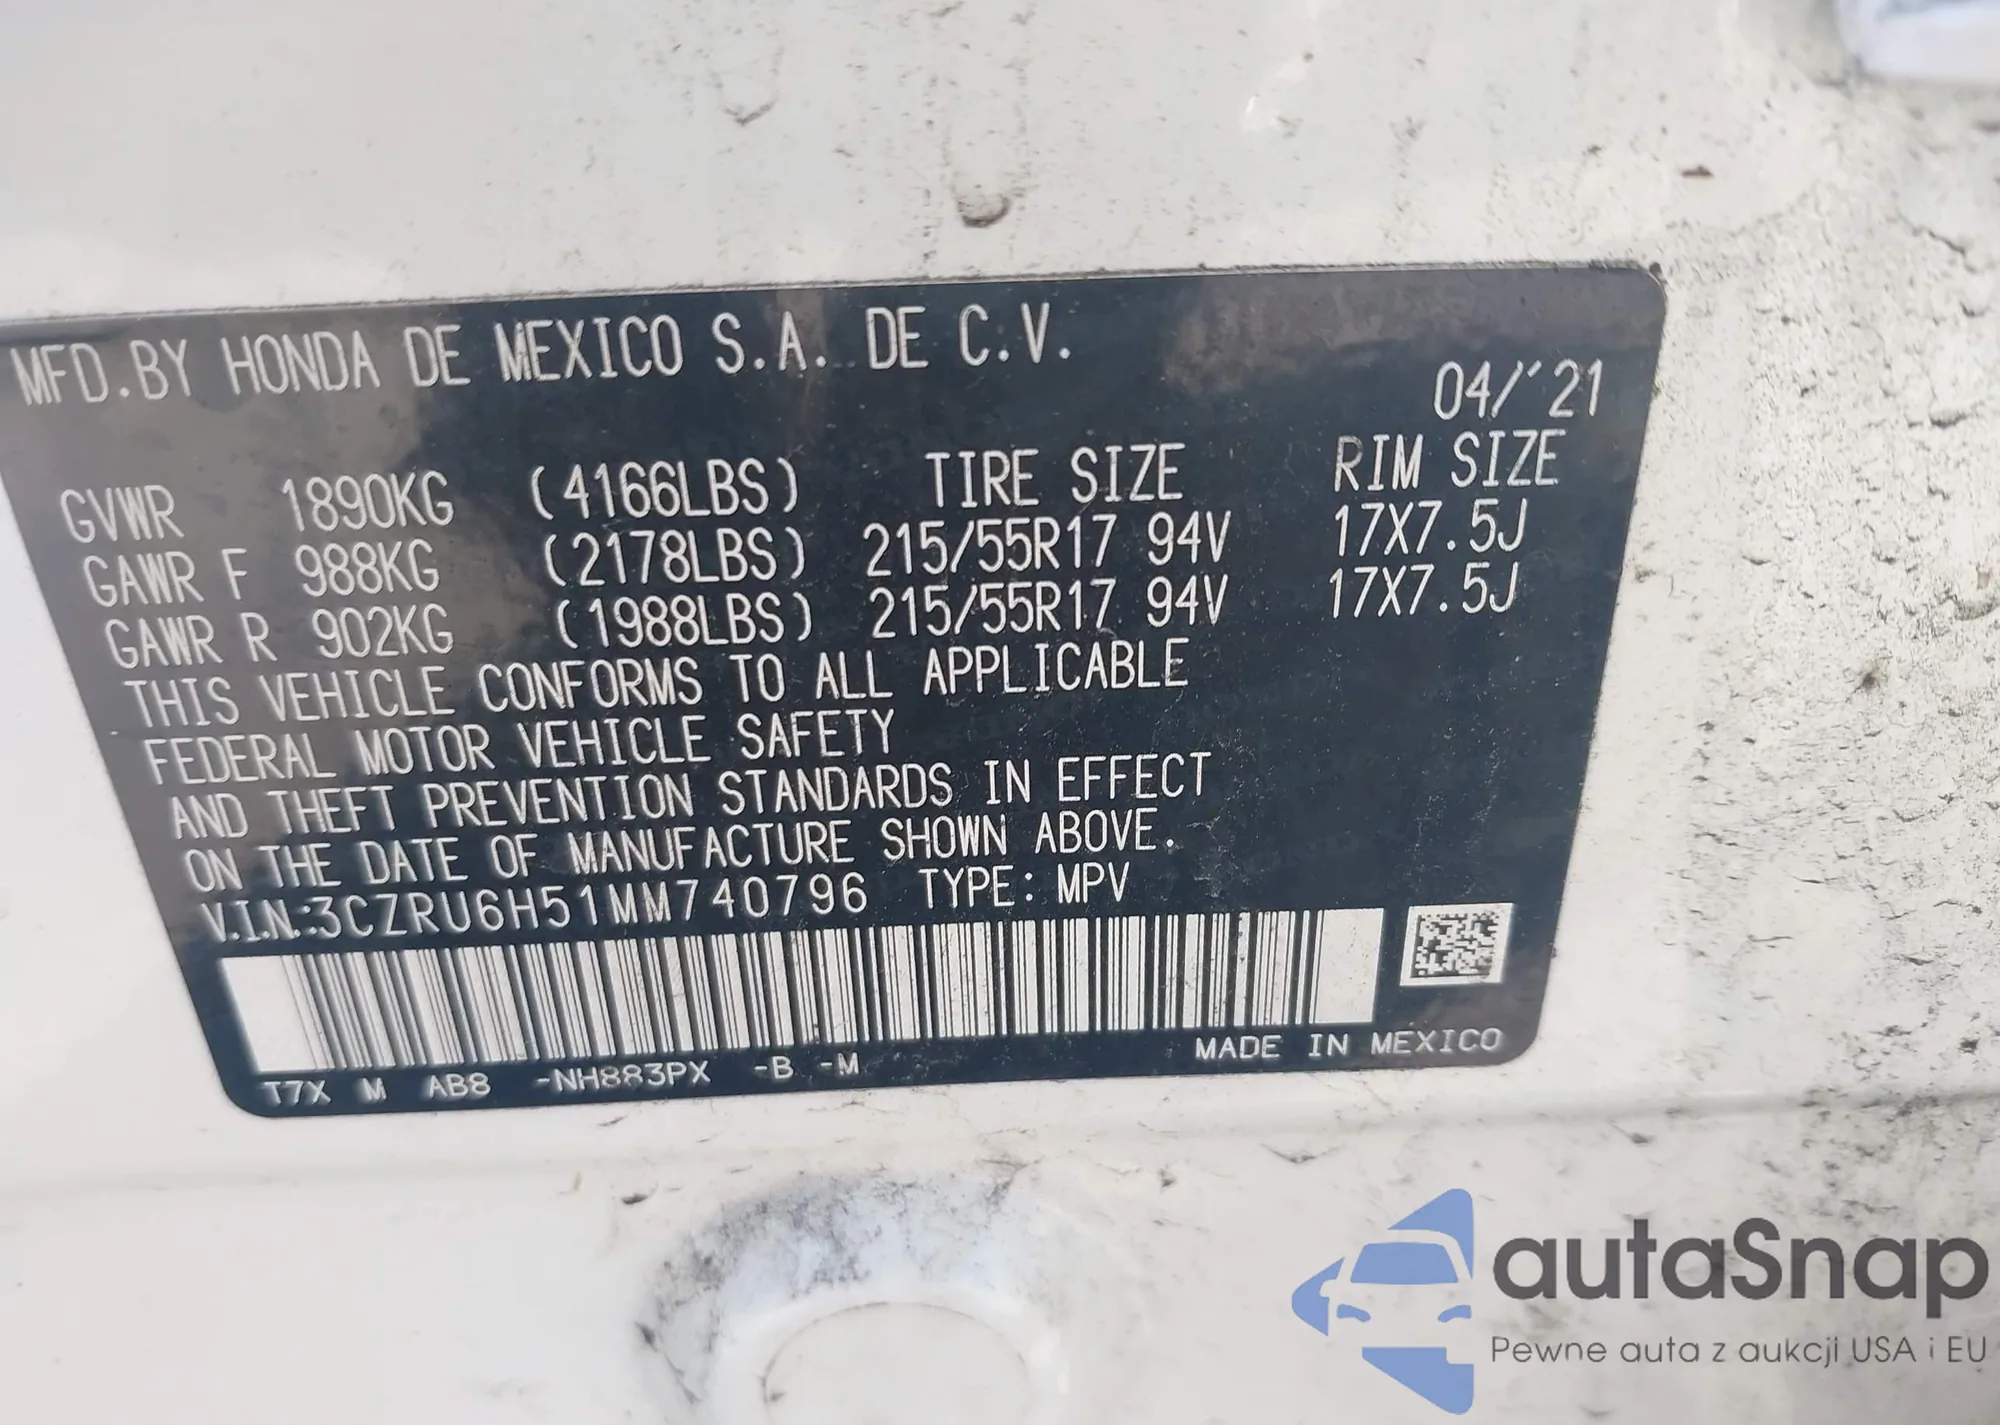 MFD.BY HONDA DE MEXICO S.A. DE C.V.
04/'21
GVWR 1890KG (4166LBS) TIRE SIZE RIM SIZE
GAWR F 988KG (2178LBS) 215/55R17 94V 17X7.5J
GAWR R 902KG (1988LBS) 215/55R17 94V 17X7.5J
THIS VEHICLE CONFORMS TO ALL APPLICABLE
FEDERAL MOTOR VEHICLE SAFETY
AND THEFT PREVENTION STANDARDS IN EFFECT
ON THE DATE OF MANUFACTURE SHOWN ABOVE.
V.I.N.:3CZRU6H51MM740796 TYPE: MPV
MADE IN MEXICO
T7X M AB8 -NH883PX -B -M
autaSnap
Pewne auta z aukcji USA i EU